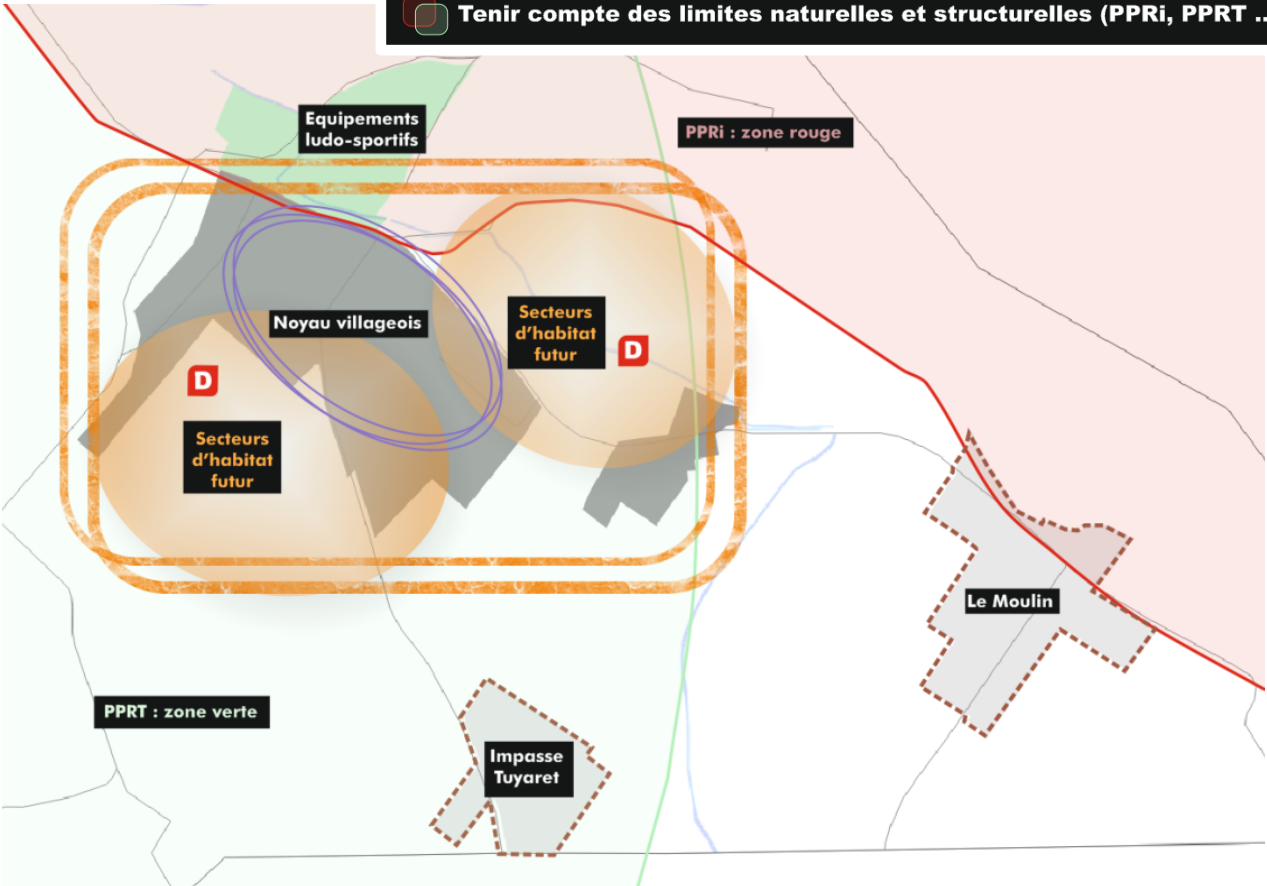 Tenir compte des limites naturelles et structurelles (PPRi, PPRT ..
Equipements
ludo-sportifs
PPRi : zone rouge
Noyau villageois
Secteurs
d'habitat
futur
D
D
Secteurs
d'habitat
futur
Le Moulin
PPRT : zone verte
Impasse
Tuyaret